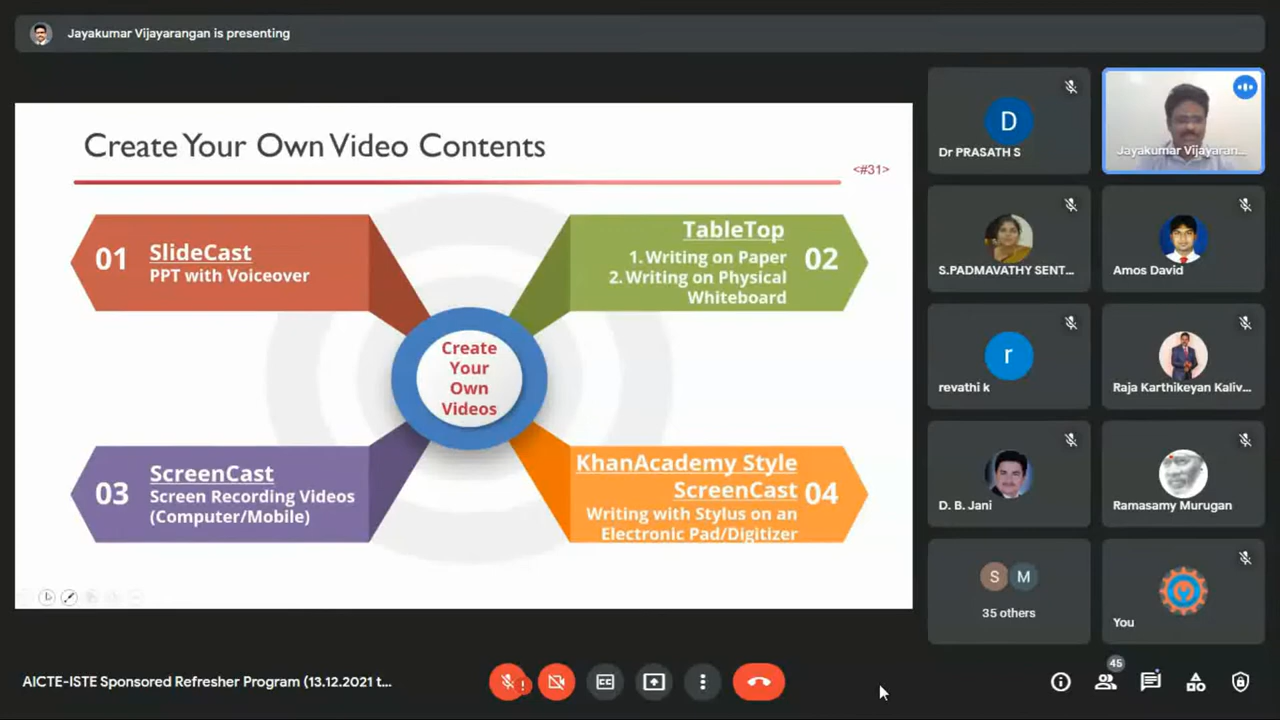 Jayakumar Vijayarangan is presenting
Create Your Own Video Contents
<#31>
01
SlideCast
PPT with Voiceover
TableTop
1. Writing on Paper
2. Writing on Physical
Whiteboard
02
Create
Your
Own
Videos
03
ScreenCast
Screen Recording Videos
(Computer/Mobile)
KhanAcademy Style
ScreenCast
04
Writing with Stylus on an
Electronic Pad/Digitizer
D
Dr PRASATH S
Jayakumar Vijayaran...
S.PADMAVATHY SENT...
Amos David
r
revathi k
Raja Karthikeyan Kaliv...
D. B. Jani
Ramasamy Murugan
S M
35 others
You
AICTE-ISTE Sponsored Refresher Program (13.12.2021 t...
!
CC
45